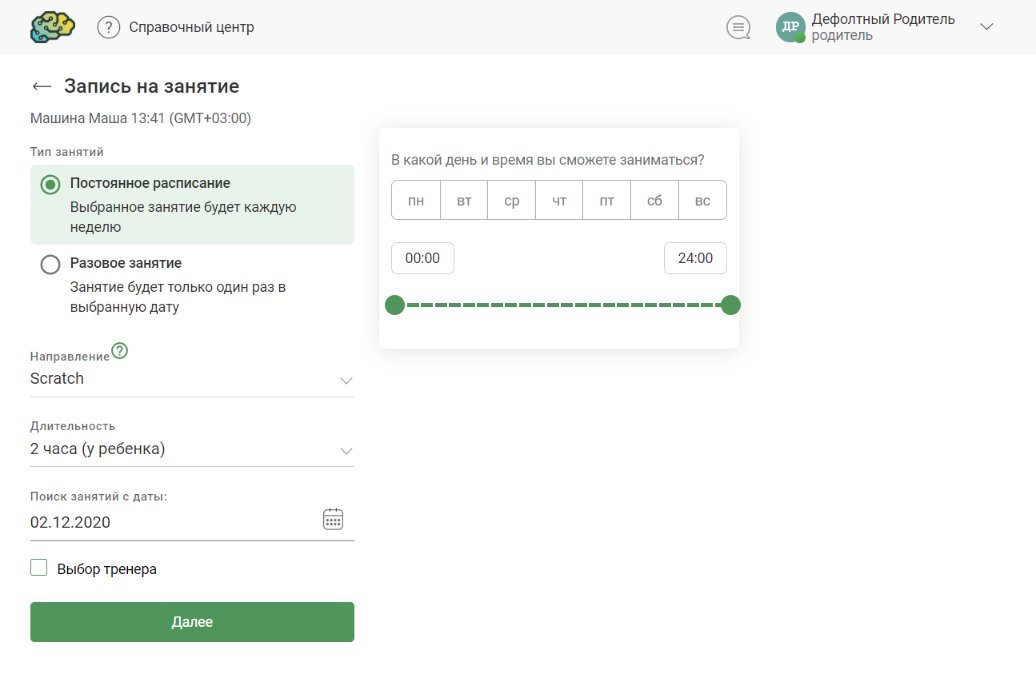 ? Справочный центр
ДР Дефолтный Родитель
родитель
Запись на занятие
Машина Маша 13:41 (GMT+03:00)
Тип занятий
Постоянное расписание
Выбранное занятие будет каждую
неделю
Разовое занятие
Занятие будет только один раз в
выбранную дату
Направление ?
Scratch
Длительность
2 часа (у ребенка)
Поиск занятий с даты:
02.12.2020
Выбор тренера
Далее
В какой день и время вы сможете заниматься?
пн вт ср чт пт сб вс
00:00 24:00